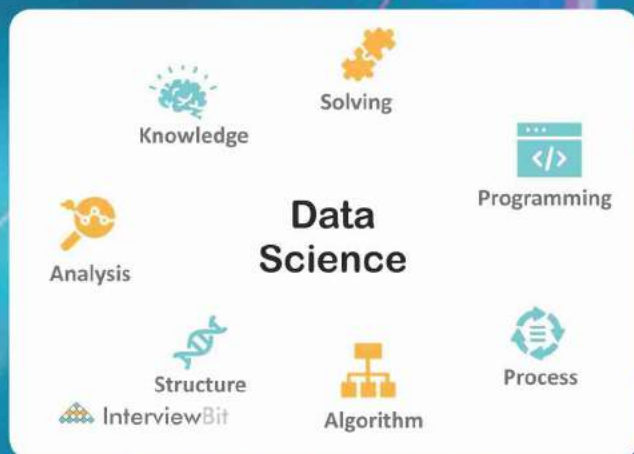 Solving
Knowledge
</>
Programming
Data
Science
Analysis
Structure
Process
Algorithm
InterviewBit